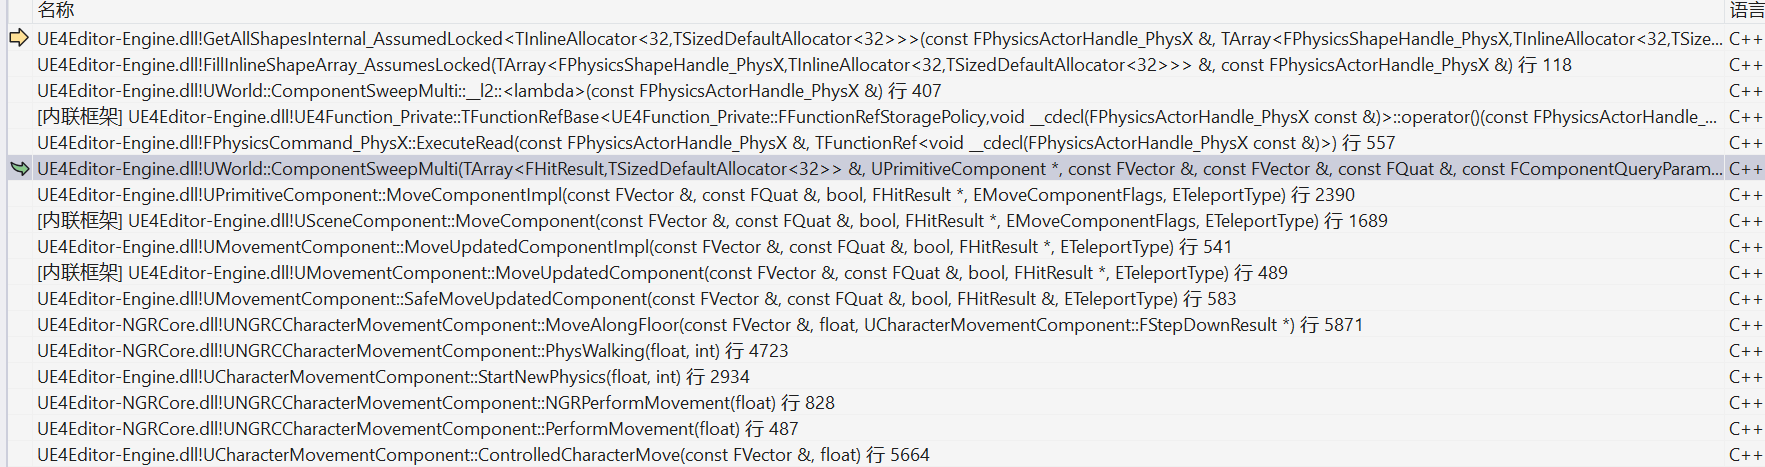 名称 语言
UE4Editor-Engine.dll!GetAllShapesInternal_AssumedLocked<TInlineAllocator<32,TSizedDefaultAllocator<32>>>(const FPhysicsActorHandle_PhysX &, TArray<FPhysicsShapeHandle_PhysX,TInlineAllocator<32,TSize... C++
UE4Editor-Engine.dll!FillInlineShapeArray_AssumesLocked(TArray<FPhysicsShapeHandle_PhysX,TInlineAllocator<32,TSizedDefaultAllocator<32>>> &, const FPhysicsActorHandle_PhysX &) 行 118 C++
UE4Editor-Engine.dll!UWorld::ComponentSweepMulti::__l2::<lambda>(const FPhysicsActorHandle_PhysX &) 行 407 C++
[内联框架] UE4Editor-Engine.dll!UE4Function_Private::TFunctionRefBase<UE4Function_Private::FFunctionRefStoragePolicy,void __cdecl(FPhysicsActorHandle_PhysX const &)>::operator()(const FPhysicsActorHandle_... C++
UE4Editor-Engine.dll!FPhysicsCommand_PhysX::ExecuteRead(const FPhysicsActorHandle_PhysX &, TFunctionRef<void __cdecl(FPhysicsActorHandle_PhysX const &)>) 行 557 C++
UE4Editor-Engine.dll!UWorld::ComponentSweepMulti(TArray<FHitResult,TSizedDefaultAllocator<32>> &, UPrimitiveComponent *, const FVector &, const FVector &, const FQuat &, const FComponentQueryParam... C++
UE4Editor-Engine.dll!UPrimitiveComponent::MoveComponentImpl(const FVector &, const FQuat &, bool, FHitResult *, EMoveComponentFlags, ETeleportType) 行 2390 C++
[内联框架] UE4Editor-Engine.dll!USceneComponent::MoveComponent(const FVector &, const FQuat &, bool, FHitResult *, EMoveComponentFlags, ETeleportType) 行 1689 C++
UE4Editor-Engine.dll!UMovementComponent::MoveUpdatedComponentImpl(const FVector &, const FQuat &, bool, FHitResult *, ETeleportType) 行 541 C++
[内联框架] UE4Editor-Engine.dll!UMovementComponent::MoveUpdatedComponent(const FVector &, const FQuat &, bool, FHitResult *, ETeleportType) 行 489 C++
UE4Editor-Engine.dll!UMovementComponent::SafeMoveUpdatedComponent(const FVector &, const FQuat &, bool, FHitResult &, ETeleportType) 行 583 C++
UE4Editor-NGRCore.dll!UNGRCCharacterMovementComponent::MoveAlongFloor(const FVector &, float, UCharacterMovementComponent::FStepDownResult *) 行 5871 C++
UE4Editor-NGRCore.dll!UNGRCCharacterMovementComponent::PhysWalking(float, int) 行 4723 C++
UE4Editor-Engine.dll!UCharacterMovementComponent::StartNewPhysics(float, int) 行 2934 C++
UE4Editor-NGRCore.dll!UNGRCCharacterMovementComponent::NGRPerformMovement(float) 行 828 C++
UE4Editor-NGRCore.dll!UNGRCCharacterMovementComponent::PerformMovement(float) 行 487 C++
UE4Editor-Engine.dll!UCharacterMovementComponent::ControlledCharacterMove(const FVector &, float) 行 5664 C++